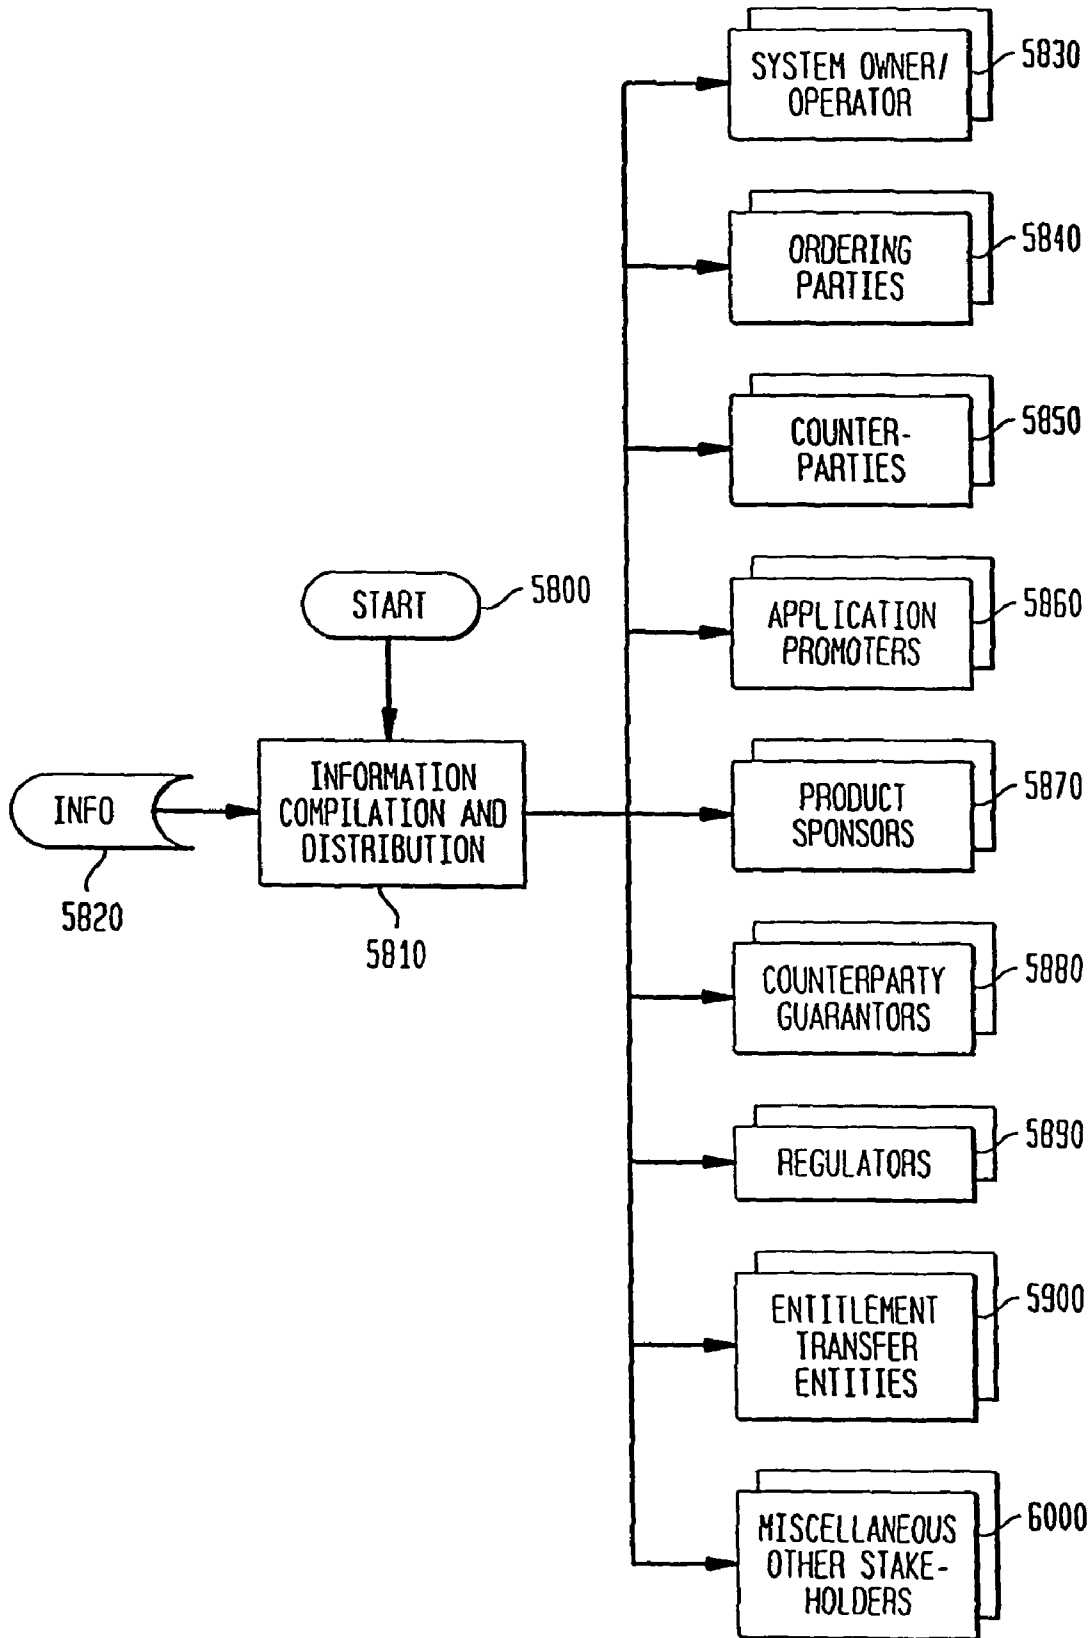 SYSTEM OWNER/
OPERATOR
5830
ORDERING
PARTIES
5840
COUNTER-
PARTIES
5850
START
5800
APPLICATION
PROMOTERS
5860
INFO
5820
INFORMATION
COMPILATION AND
DISTRIBUTION
5810
PRODUCT
SPONSORS
5870
COUNTERPARTY
GUARANTORS
5880
REGULATORS
5890
ENTITLEMENT
TRANSFER
ENTITIES
5900
MISCELLANEOUS
OTHER STAKE-
HOLDERS
6000